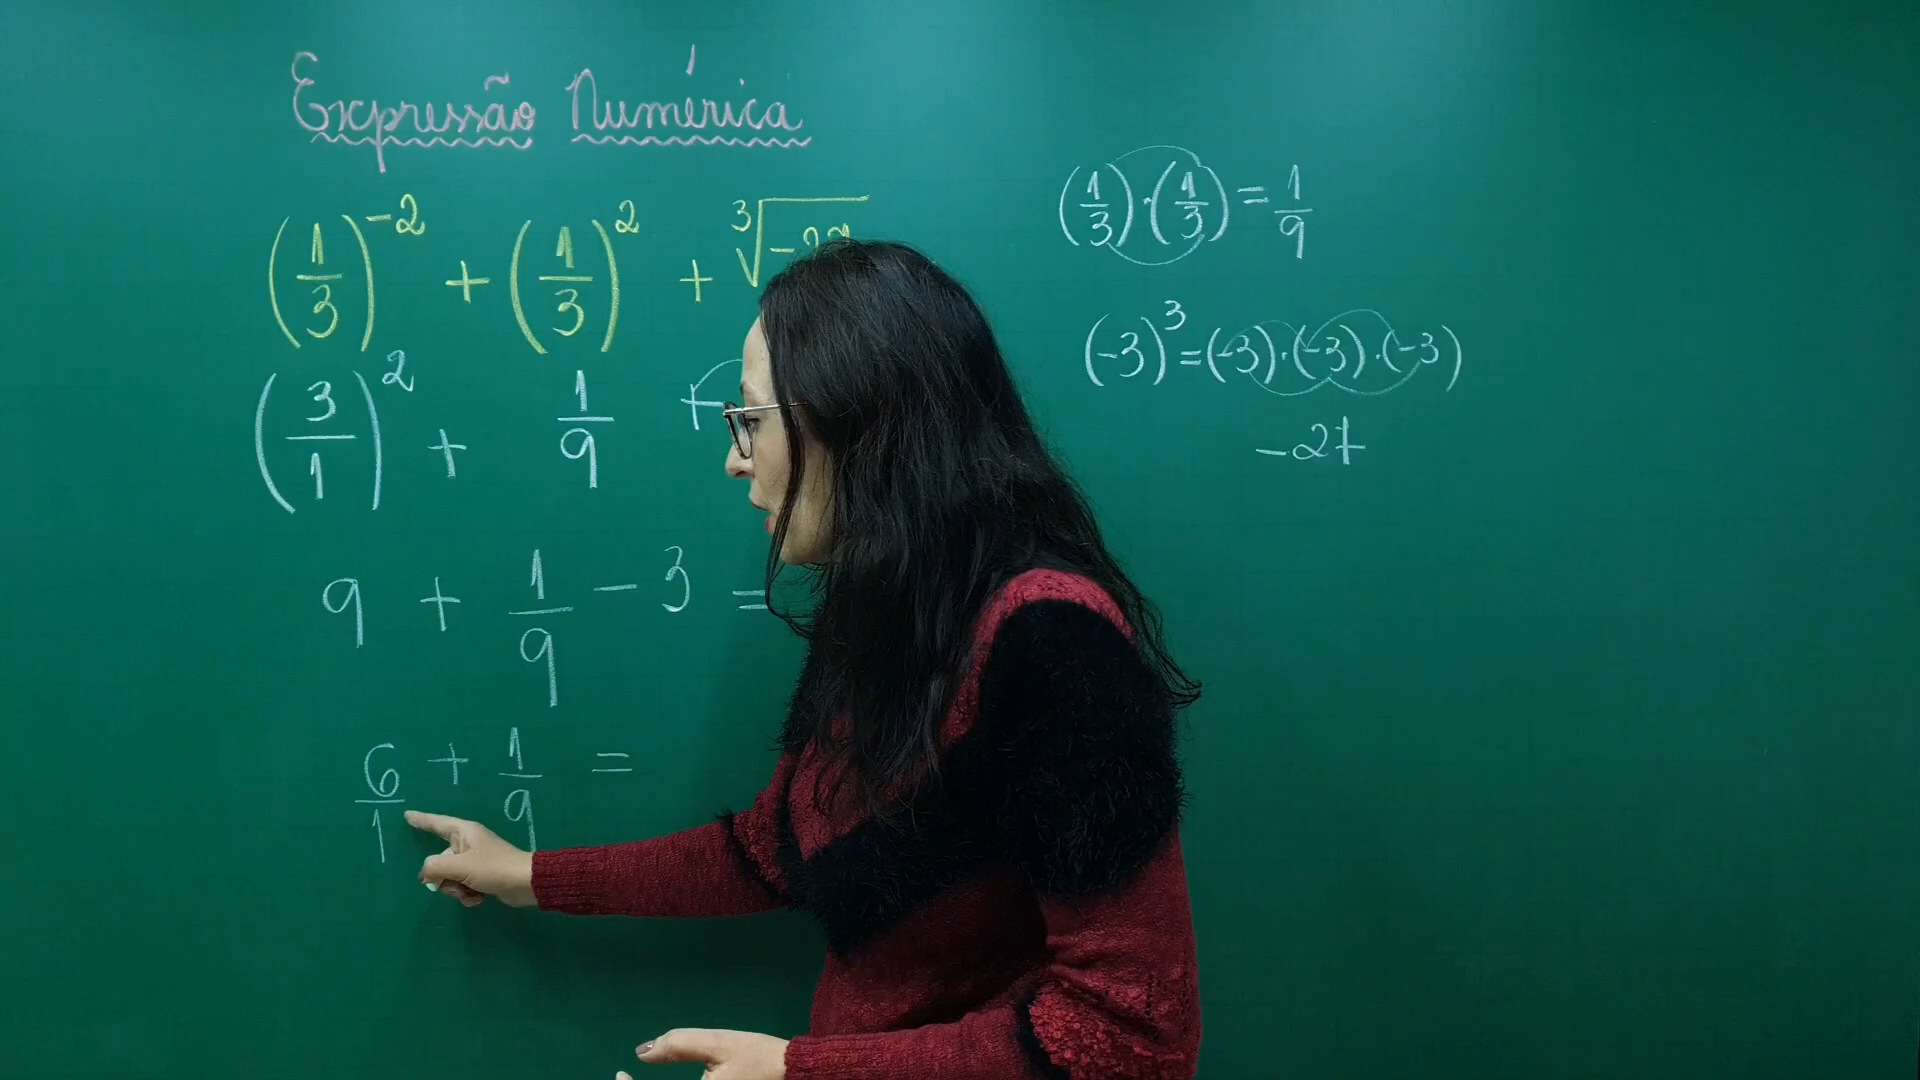 Expressão Numérica
(1/3)^-2 + (1/3)^2 + ∛-27
(3/1)^2 + 1/9 +
9 + 1/9 - 3 =
6/1 + 1/9 =
(1/3)·(1/3) = 1/9
(-3)^3 = (-3)·(-3)·(-3)
-27